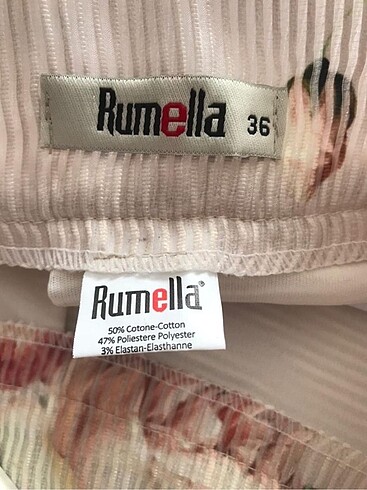 Rumella 36
Rumella®
50% Cotone-Cotton
47% Poliestere Polyester
3% Elastan-Elasthanne